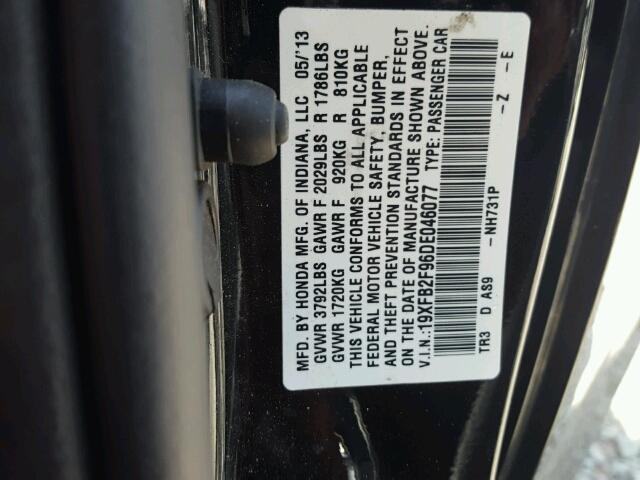 MFD. BY HONDA MFG. OF INDIANA, LLC 05/'13
GVWR 3792LBS GAWR F 2029LBS R 1786LBS
GVWR 1720KG GAWR F 920KG R 810KG
THIS VEHICLE CONFORMS TO ALL APPLICABLE
FEDERAL MOTOR VEHICLE SAFETY, BUMPER,
AND THEFT PREVENTION STANDARDS IN EFFECT
ON THE DATE OF MANUFACTURE SHOWN ABOVE.
V.I.N.:19XFB2F96DE046077 TYPE: PASSENGER CAR
TR3 D AS9 -NH731P -Z -E